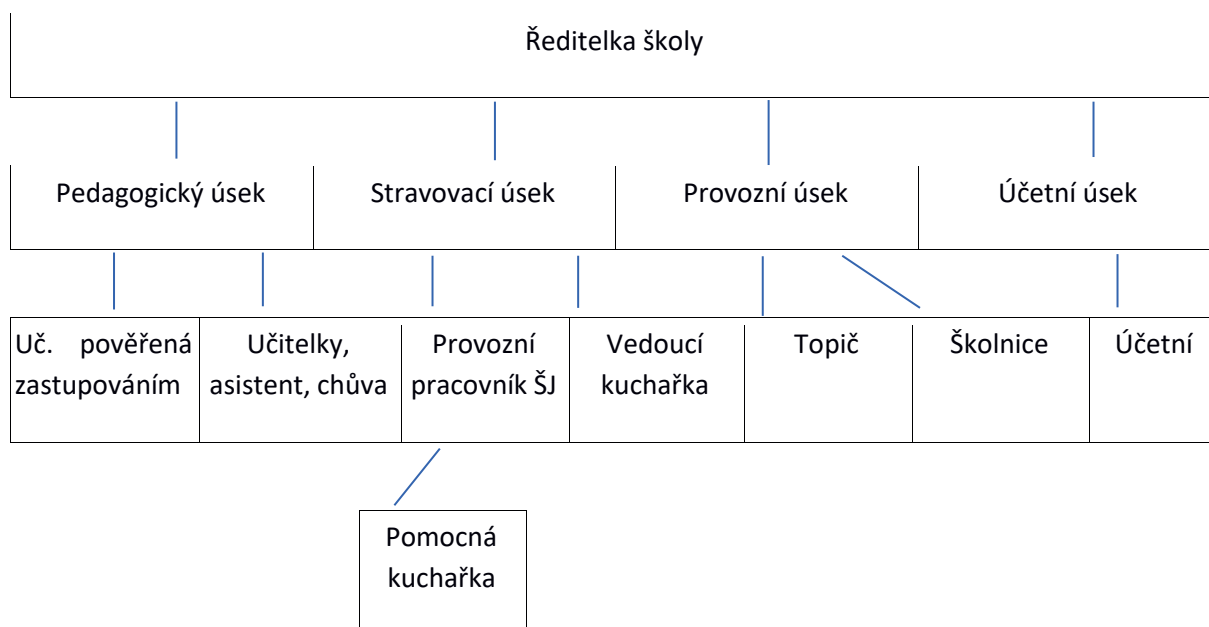 Ředitelka školy
Pedagogický úsek
Stravovací úsek
Provozní úsek
Účetní úsek
Uč. pověřená
zastupováním
Učitelky,
asistent, chůva
Provozní
pracovník ŠJ
Vedoucí
kuchařka
Topič
Školnice
Účetní
Pomocná
kuchařka